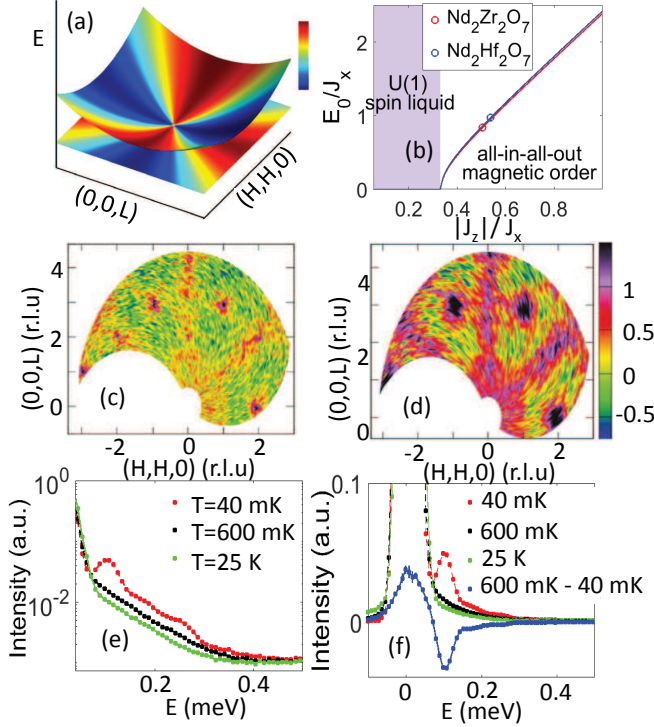 (a)
E
(0,0,L)
(H,H,0)
Nd₂Zr₂O₇
Nd₂Hf₂O₇
U(1)
spin liquid
(b)
all-in-all-out
magnetic order
E₀/Jₓ
2
1
0
0.2 0.4 0.6 0.8
|J_z| / Jₓ
(0,0,L) (r.l.u)
4
3
2
1
0
(c)
-2 0 2
(H,H,0) (r.l.u)
(0,0,L) (r.l.u)
4
2
0
(d)
-2 0 2
(H,H,0) (r.l.u)
1
0.5
0
-0.5
Intensity (a.u.)
10⁰
10⁻²
T=40 mK
T=600 mK
T=25 K
(e)
0.2 0.4
E (meV)
Intensity (a.u.)
0.1
0
40 mK
600 mK
25 K
600 mK - 40 mK
(f)
0 0.2 0.4
E (meV)